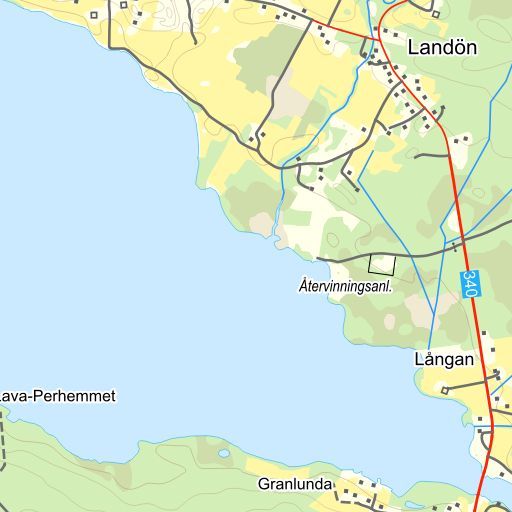 Landön
Återvinningsanl.
340
Långan
Lava-Perhemmet
Granlunda